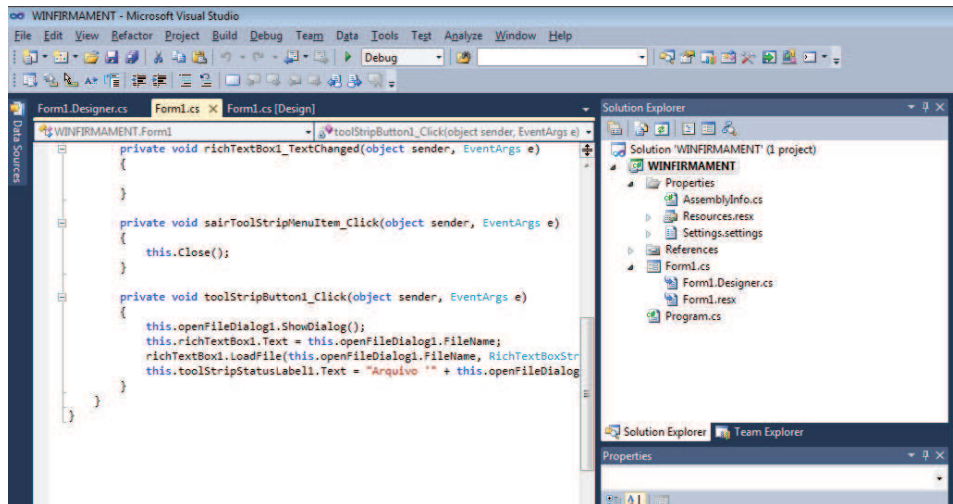 WINFIRMAMENT - Microsoft Visual Studio
File Edit View Refactor Project Build Debug Team Data Tools Test Analyze Window Help
Debug
Form1.Designer.cs Form1.cs Form1.cs [Design]
WINFIRMAMENT.Form1 toolStripButton1_Click(object sender, EventArgs e)
Data Sources
private void richTextBox1_TextChanged(object sender, EventArgs e)
{
}
private void sairToolStripMenuItem_Click(object sender, EventArgs e)
{
this.Close();
}
private void toolStripButton1_Click(object sender, EventArgs e)
{
this.openFileDialog1.ShowDialog();
this.richTextBox1.Text = this.openFileDialog1.FileName;
richTextBox1.LoadFile(this.openFileDialog1.FileName, RichTextBoxStr
this.toolStripStatusLabel1.Text = "Arquivo '" + this.openFileDialog
}
}
}
Solution Explorer
Solution 'WINFIRMAMENT' (1 project)
WINFIRMAMENT
Properties
AssemblyInfo.cs
Resources.resx
Settings.settings
References
Form1.cs
Form1.Designer.cs
Form1.resx
Program.cs
Solution Explorer Team Explorer
Properties